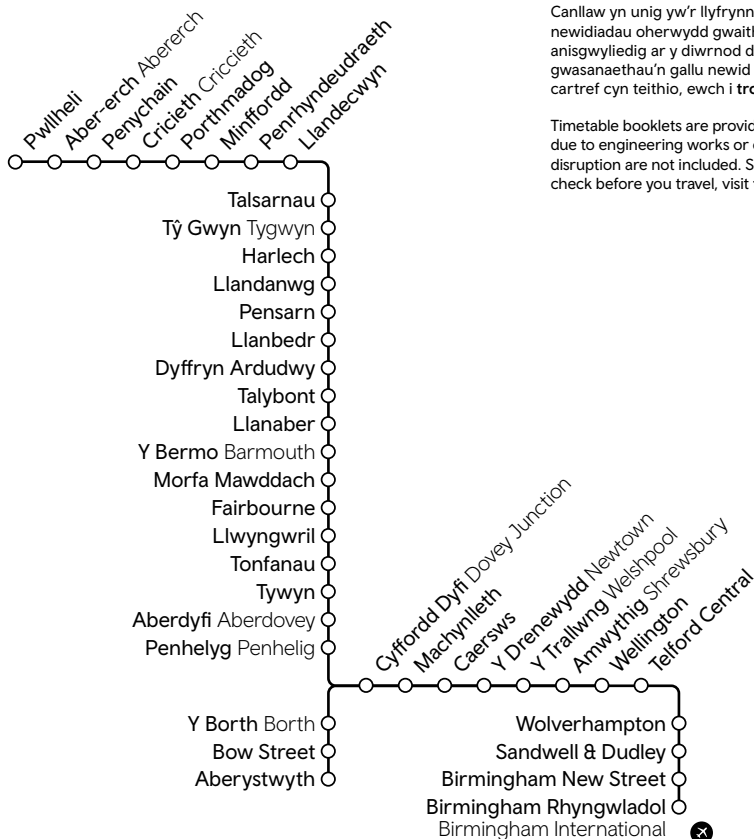 Canllaw yn unig yw'r llyfrynn
newidiadau oherwydd gwaith
anisgwyliedig ar y diwrnod d
gwasanaethau'n gallu newid
cartref cyn teithio, ewch i
Timetable booklets are provid
due to engineering works or
disruption are not included. S
check before you travel, visit
Pwllheli
Aber-erch Abererch
Penychain
Cricieth Criccieth
Porthmadog
Minffordd
Penrhyndeudraeth
Llandecwyn
Talsarnau
Tŷ Gwyn Tygwyn
Harlech
Llandanwg
Pensarn
Llanbedr
Dyffryn Ardudwy
Talybont
Llanaber
Y Bermo Barmouth
Morfa Mawddach
Fairbourne
Llwyngwril
Tonfanau
Tywyn
Aberdyfi Aberdovey
Penhelyg Penhelig
Cyffordd Dyfi Dovey Junction
Machynlleth
Caersws
Y Drenewydd Newtown
Y Trallwng Welshpool
Amwythig Shrewsbury
Wellington
Telford Central
Y Borth Borth
Bow Street
Aberystwyth
Wolverhampton
Sandwell & Dudley
Birmingham New Street
Birmingham Rhyngwladol
Birmingham International